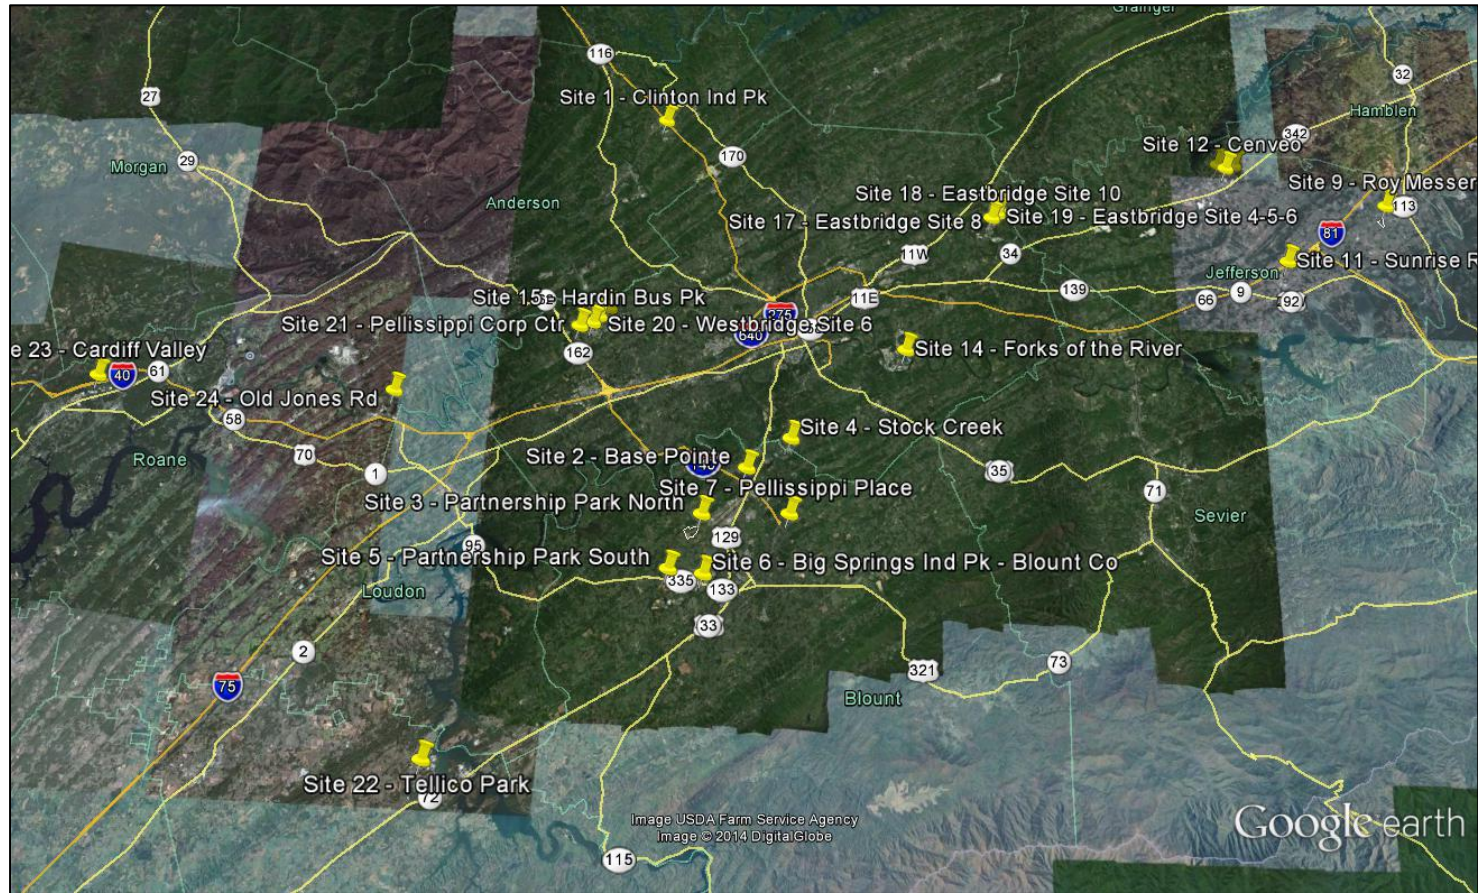 Grainger
116
32
27
Site 1 - Clinton Ind Pk
Hamblen
342
Site 12 - Cenveo
170
29
Morgan
Site 9 - Roy Messer
Site 18 - Eastbridge Site 10
Anderson
113
Site 17 - Eastbridge Site 8
Site 19 - Eastbridge Site 4-5-6
81
11W
34
Site 11 - Sunrise R
Jefferson
139
9
66
92
11E
Site 15 - Hardin Bus Pk
275
Site 21 - Pellissippi Corp Ctr
Site 20 - Westbridge Site 6
640
e 23 - Cardiff Valley
162
Site 14 - Forks of the River
40
61
Site 24 - Old Jones Rd
58
Site 4 - Stock Creek
70
Roane
Site 2 - Base Pointe
1
35
Site 7 - Pellissippi Place
71
Site 3 - Partnership Park North
Sevier
129
95
Site 5 - Partnership Park South
Site 6 - Big Springs Ind Pk - Blount Co
335
133
Loudon
33
2
73
321
75
Blount
Site 22 - Tellico Park
72
Image USDA Farm Service Agency
Image © 2014 DigitalGlobe
Google earth
115